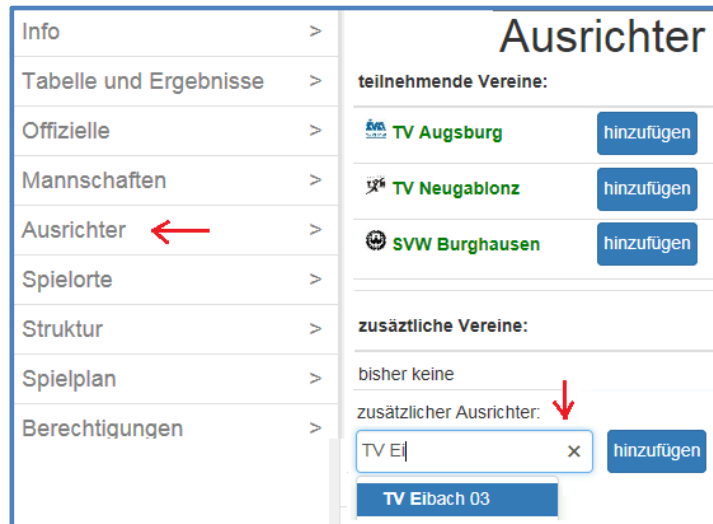 Info >
Tabelle und Ergebnisse >
Offizielle >
Mannschaften >
Ausrichter >
Spielorte >
Struktur >
Spielplan >
Berechtigungen >
Ausrichter
teilnehmende Vereine:
TV Augsburg hinzufügen
TV Neugablonz hinzufügen
SVW Burghausen hinzufügen
zusäztliche Vereine:
bisher keine
zusätzlicher Ausrichter:
TV Ei × hinzufügen
TV Eibach 03